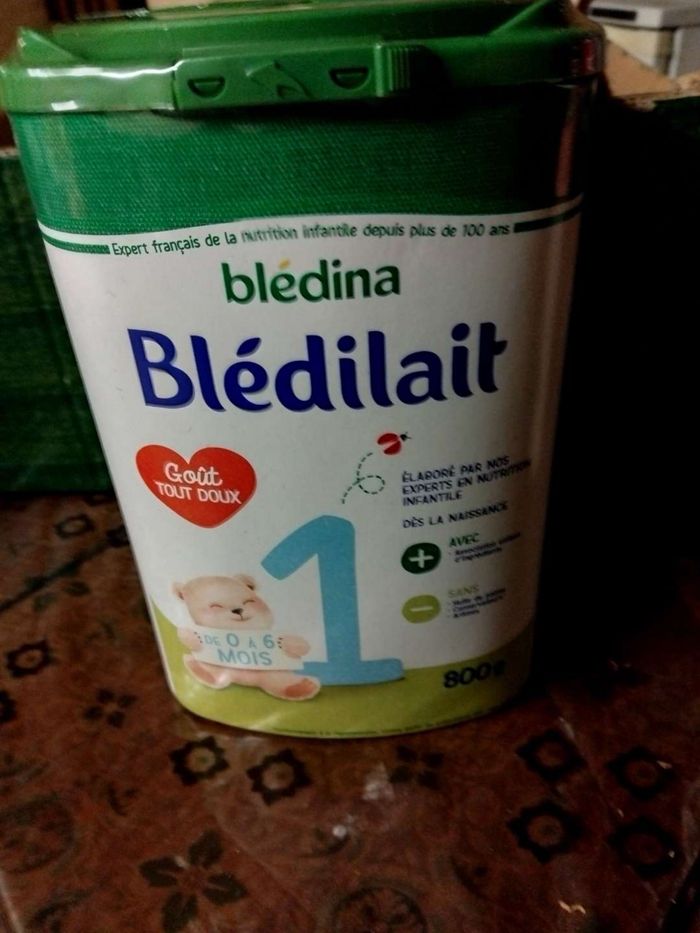 Expert français de la nutrition infantile depuis plus de 100 ans
blédina
Blédilait
Goût
TOUT DOUX
ÉLABORÉ PAR NOS
EXPERTS EN NUTRITION
INFANTILE
DÈS LA NAISSANCE
+
AVEC
-
SANS
1
DE 0 À 6
MOIS
800g